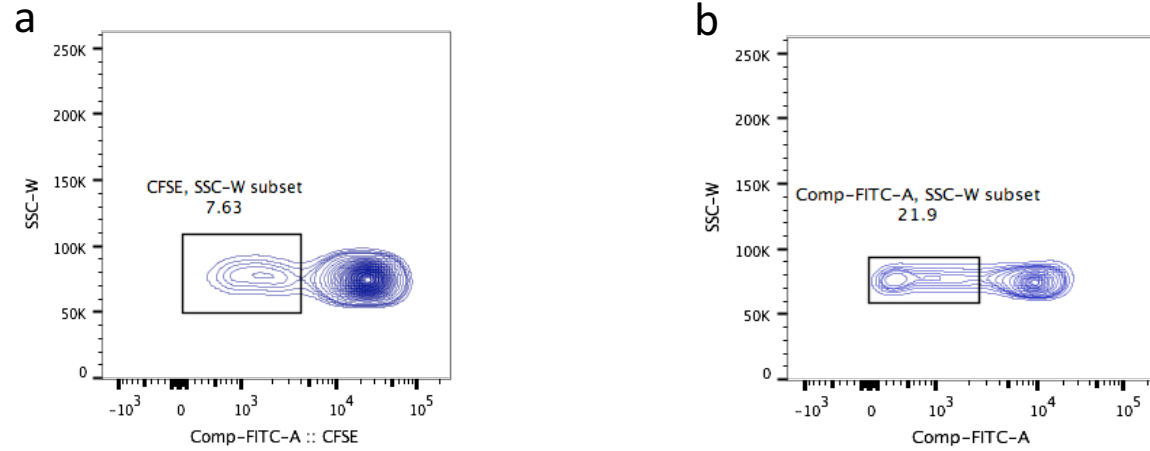 a
250K
200K
150K
100K
50K
0
SSC-W
CFSE, SSC-W subset
7.63
-10³ 0 10³ 10⁴ 10⁵
Comp-FITC-A :: CFSE
b
250K
200K
150K
100K
50K
0
SSC-W
Comp-FITC-A, SSC-W subset
21.9
-10³ 0 10³ 10⁴ 10⁵
Comp-FITC-A